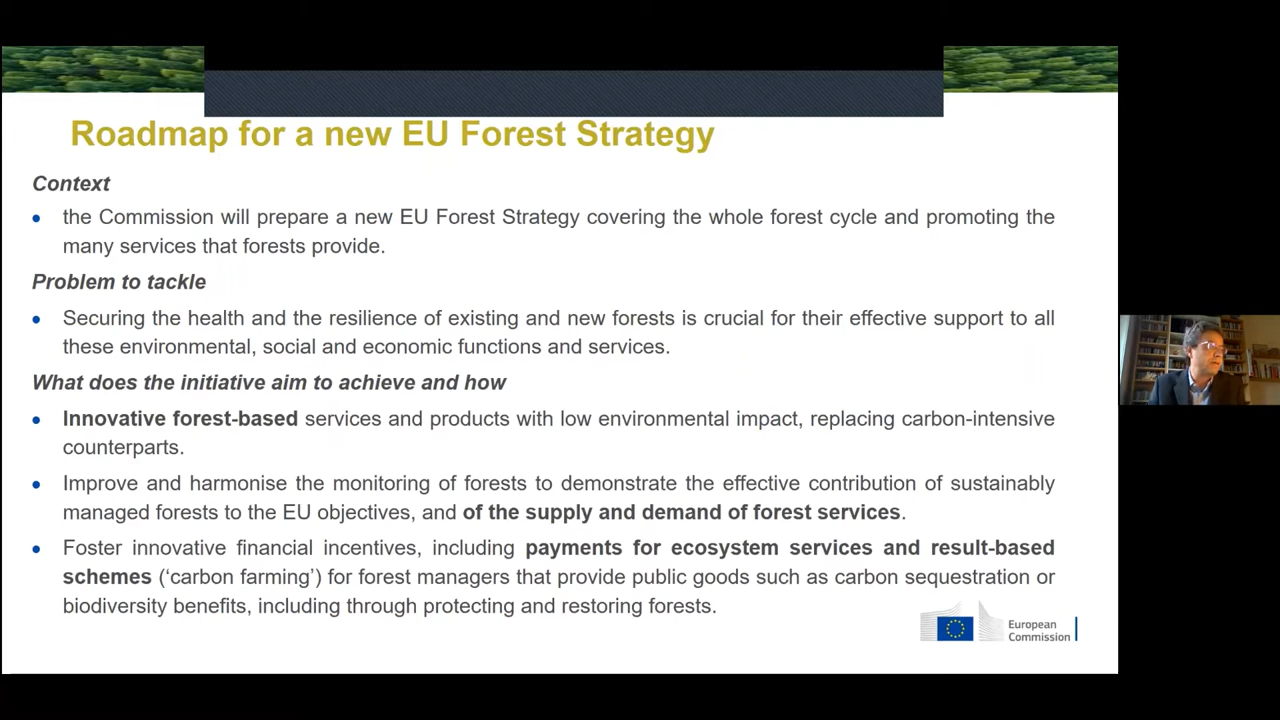 Roadmap for a new EU Forest Strategy
Context
• the Commission will prepare a new EU Forest Strategy covering the whole forest cycle and promoting the
many services that forests provide.
Problem to tackle
• Securing the health and the resilience of existing and new forests is crucial for their effective support to all
these environmental, social and economic functions and services.
What does the initiative aim to achieve and how
• Innovative forest-based services and products with low environmental impact, replacing carbon-intensive
counterparts.
• Improve and harmonise the monitoring of forests to demonstrate the effective contribution of sustainably
managed forests to the EU objectives, and of the supply and demand of forest services.
• Foster innovative financial incentives, including payments for ecosystem services and result-based
schemes (‘carbon farming’) for forest managers that provide public goods such as carbon sequestration or
biodiversity benefits, including through protecting and restoring forests.
European
Commission